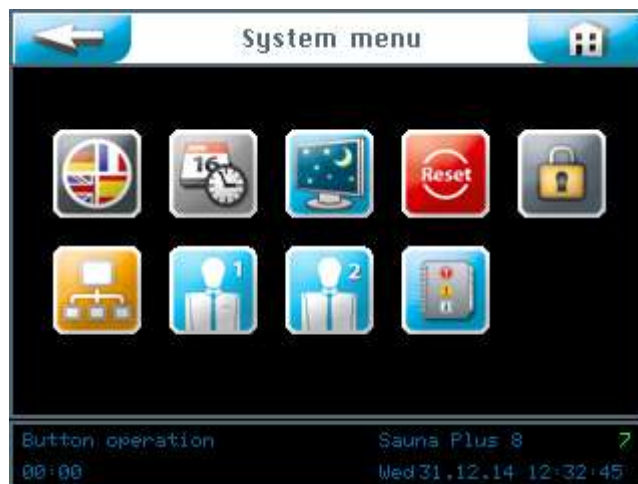 System menu
16
Reset
1
2
Button operation
Sauna Plus 8 7
00:00
Wed 31.12.14 12:32:45